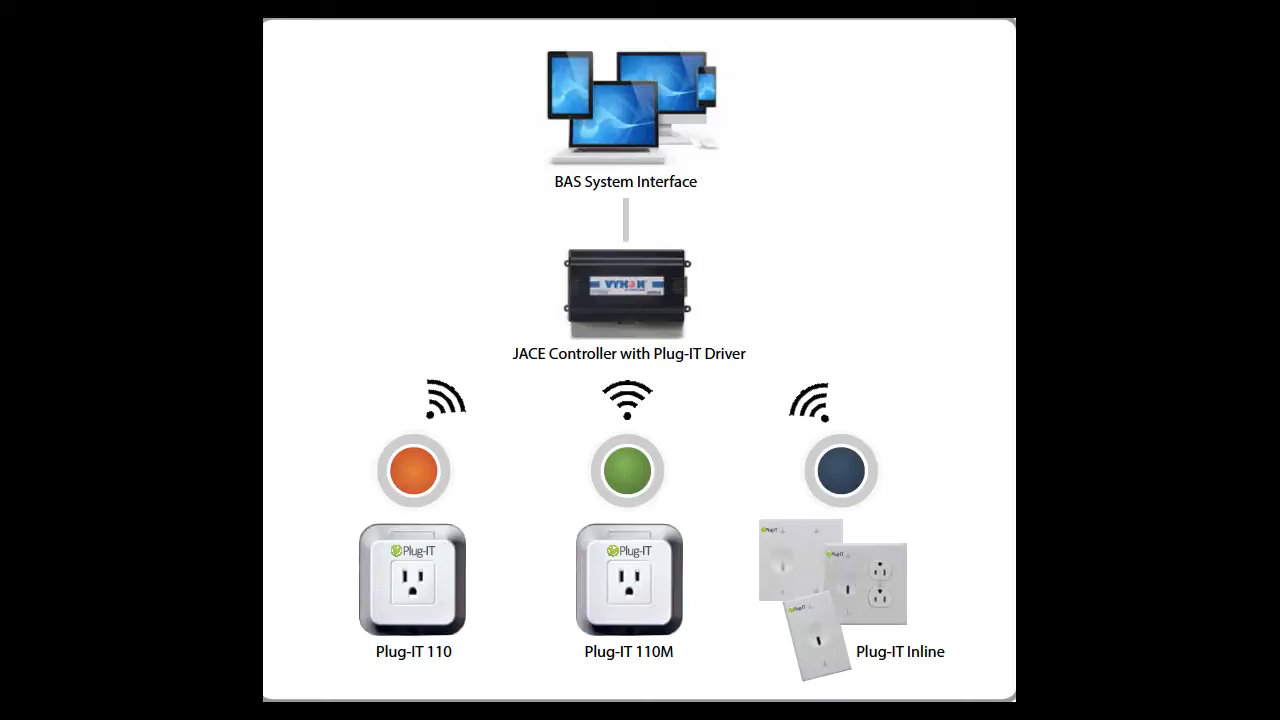 BAS System Interface
VYKON
JACE Controller with Plug-IT Driver
Plug-IT
Plug-IT
Plug-IT
Plug-IT
Plug-IT
Plug-IT 110
Plug-IT 110M
Plug-IT Inline